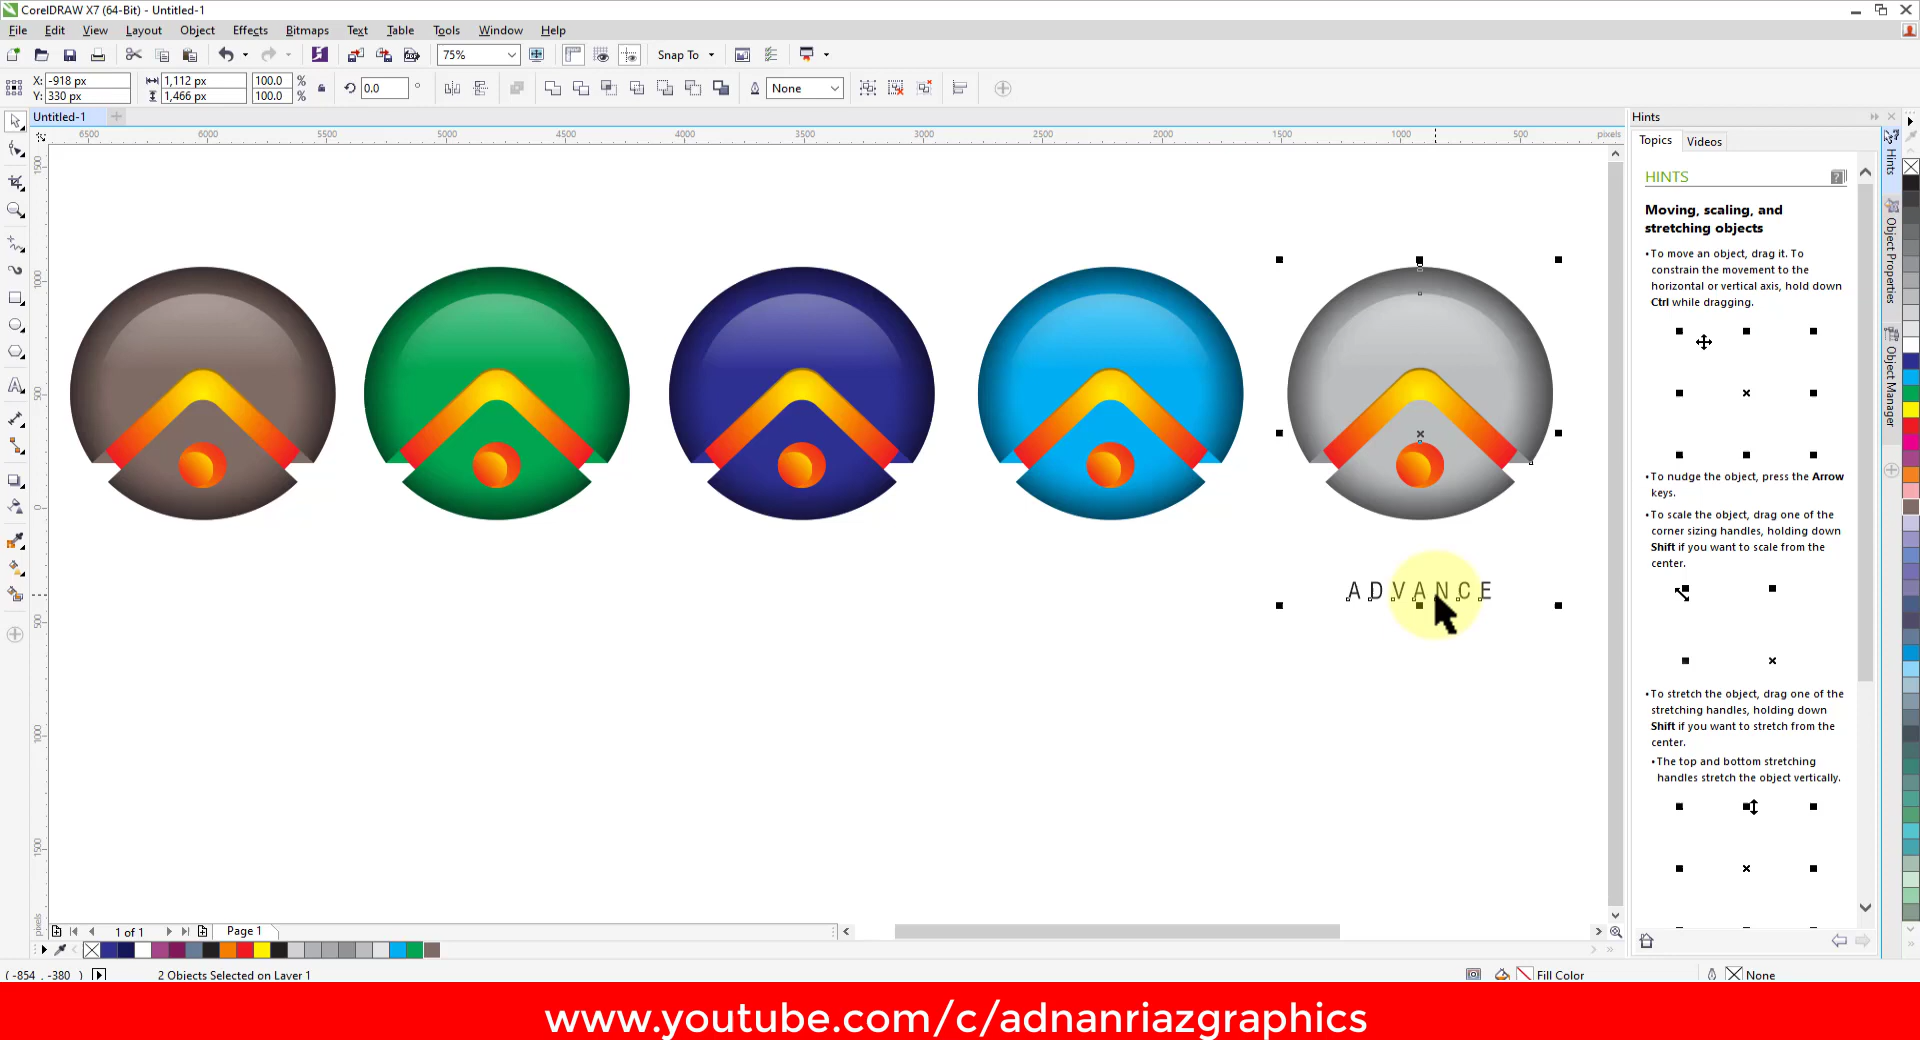 CorelDRAW X7 (64-Bit) - Untitled-1
File Edit View Layout Object Effects Bitmaps Text Table Tools Window Help
75% Snap To
X: -918 px 1,112 px 100.0 %
Y: 330 px 1,466 px 100.0 %
0.0 ° None
Untitled-1
6500 6000 5500 5000 4500 4000 3500 3000 2500 2000 1500 1000 500 pixels
1500
1000
500
0
500
1000
1500
pixels
A D V A N C E
Hints
Topics Videos
HINTS
Moving, scaling, and
stretching objects
•To move an object, drag it. To
constrain the movement to the
horizontal or vertical axis, hold down
Ctrl while dragging.
•To nudge the object, press the Arrow
keys.
•To scale the object, drag one of the
corner sizing handles, holding down
Shift if you want to scale from the
center.
•To stretch the object, drag one of the
stretching handles, holding down
Shift if you want to stretch from the
center.
•The top and bottom stretching
handles stretch the object vertically.
Hints
Object Properties
Object Manager
1 of 1 Page 1
( -854 , -380 ) 2 Objects Selected on Layer 1 Fill Color None
www.youtube.com/c/adnanriazgraphics